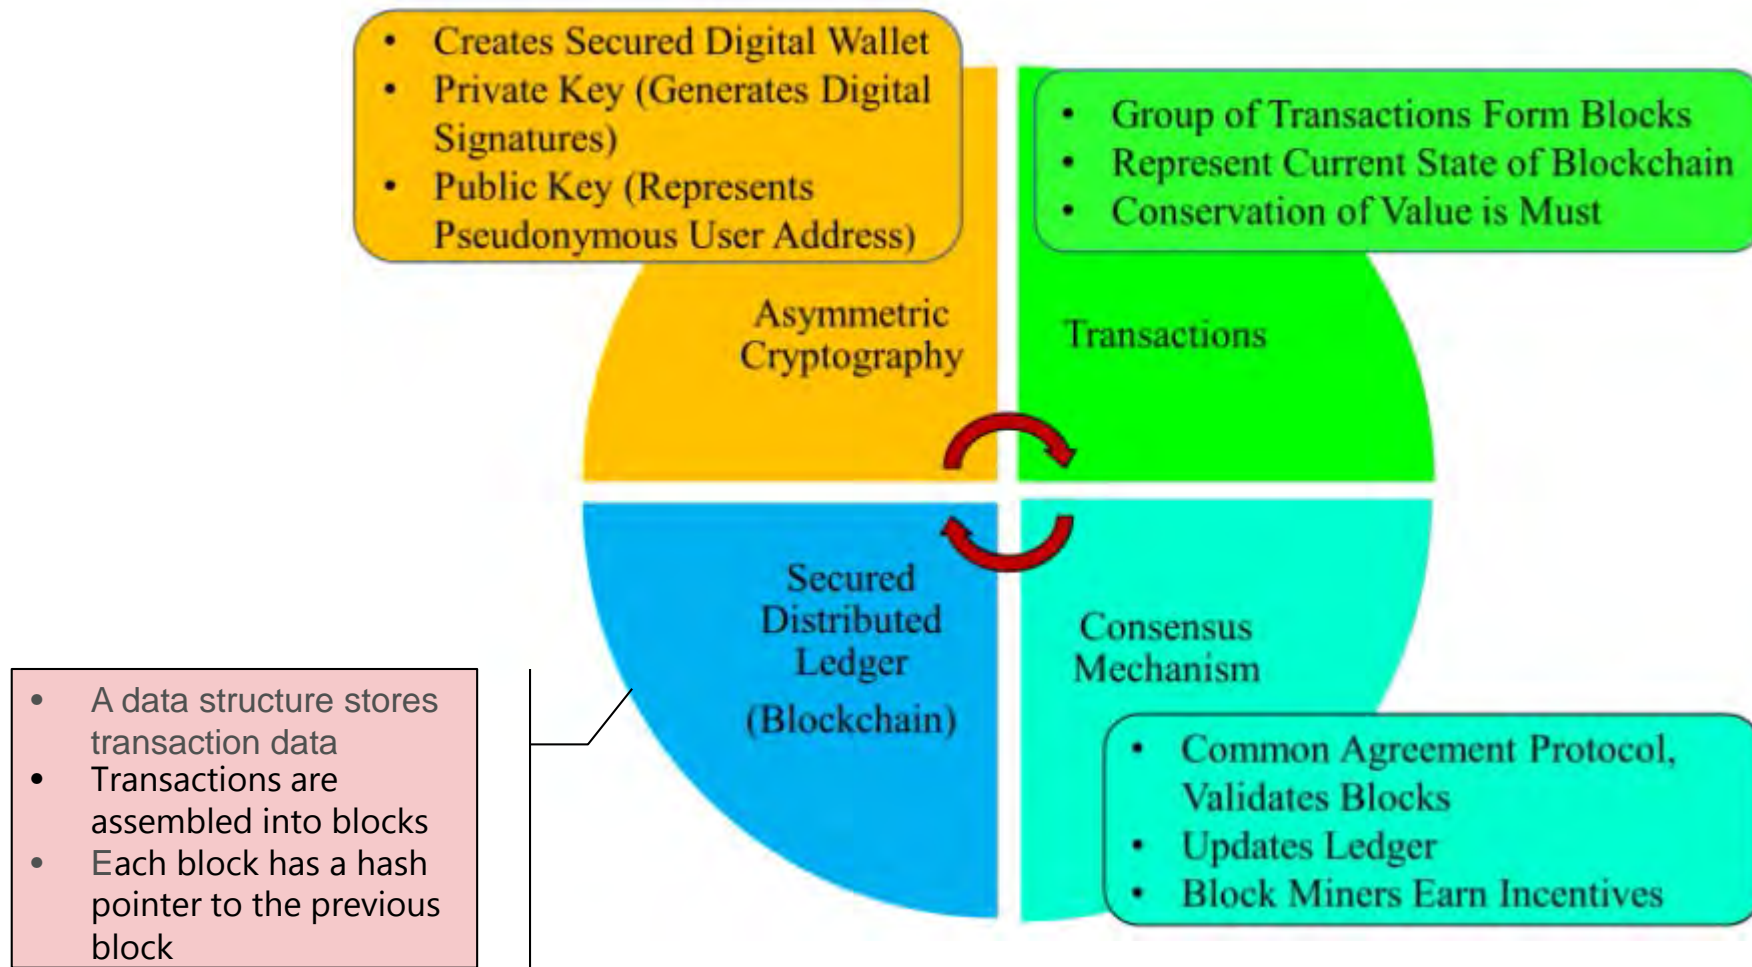 • Creates Secured Digital Wallet
• Private Key (Generates Digital
Signatures)
• Public Key (Represents
Pseudonymous User Address)
Asymmetric
Cryptography
• Group of Transactions Form Blocks
• Represent Current State of Blockchain
• Conservation of Value is Must
Transactions
Secured
Distributed
Ledger
(Blockchain)
• A data structure stores
transaction data
• Transactions are
assembled into blocks
• Each block has a hash
pointer to the previous
block
Consensus
Mechanism
• Common Agreement Protocol,
Validates Blocks
• Updates Ledger
• Block Miners Earn Incentives